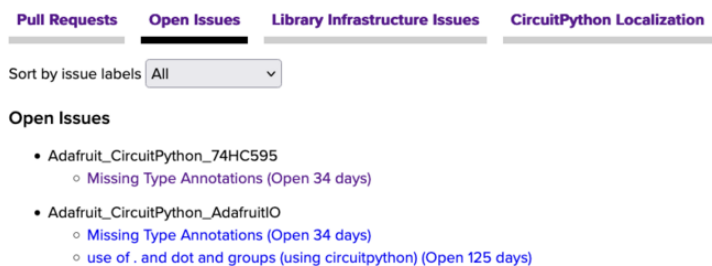 Pull Requests Open Issues Library Infrastructure Issues CircuitPython Localization
Sort by issue labels All
Open Issues
Adafruit_CircuitPython_74HC595
Missing Type Annotations (Open 34 days)
Adafruit_CircuitPython_AdafruitIO
Missing Type Annotations (Open 34 days)
use of . and dot and groups (using circuitpython) (Open 125 days)